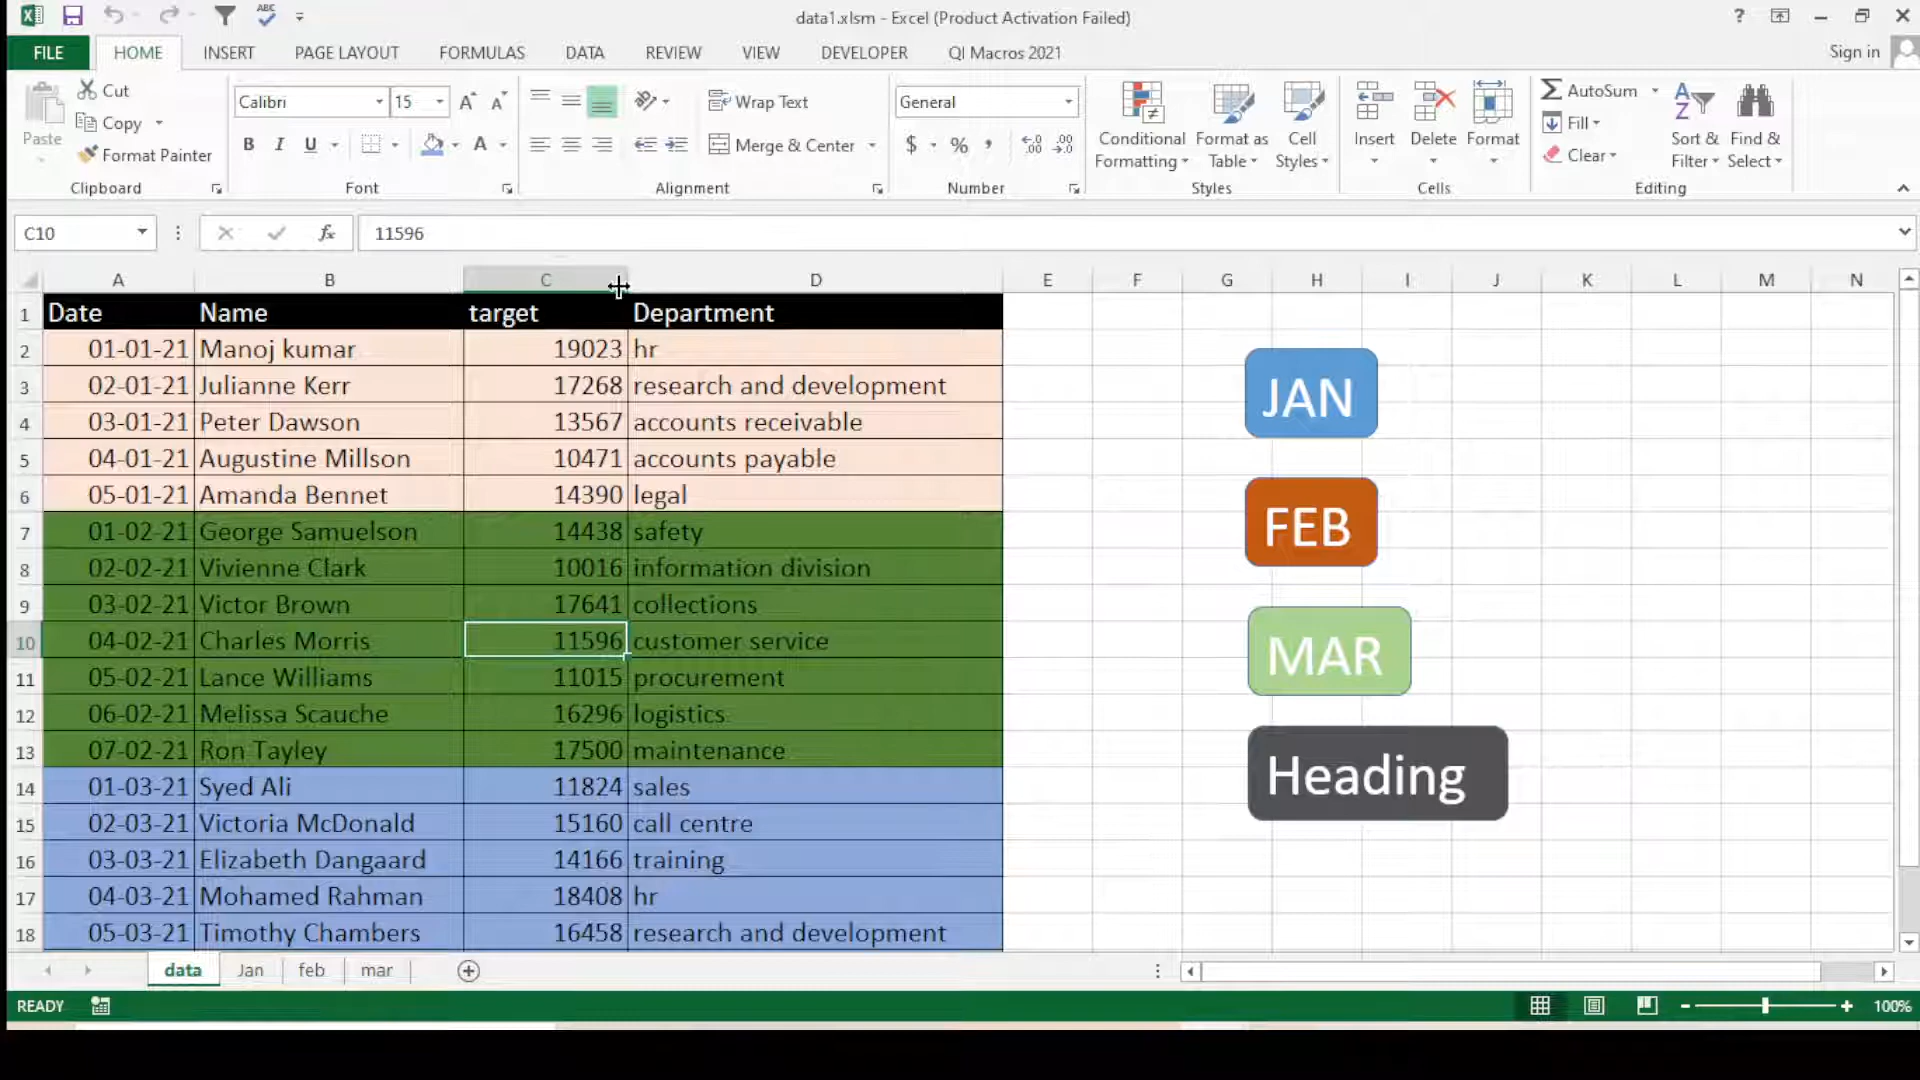 data1.xlsm - Excel (Product Activation Failed)
FILE HOME INSERT PAGE LAYOUT FORMULAS DATA REVIEW VIEW DEVELOPER QI Macros 2021 Sign in
Paste Cut Copy Format Painter Clipboard
Calibri 15 B I U Font
Wrap Text Merge & Center Alignment
General $ % Number
Conditional Formatting Format as Table Cell Styles Styles
Insert Delete Format Cells
AutoSum Fill Clear Sort & Filter Find & Select Editing
C10 fx 11596
A B C D E F G H I J K L M N
1 Date Name target Department
2 01-01-21 Manoj kumar 19023 hr
3 02-01-21 Julianne Kerr 17268 research and development
4 03-01-21 Peter Dawson 13567 accounts receivable
5 04-01-21 Augustine Millson 10471 accounts payable
6 05-01-21 Amanda Bennet 14390 legal
7 01-02-21 George Samuelson 14438 safety
8 02-02-21 Vivienne Clark 10016 information division
9 03-02-21 Victor Brown 17641 collections
10 04-02-21 Charles Morris 11596 customer service
11 05-02-21 Lance Williams 11015 procurement
12 06-02-21 Melissa Scauche 16296 logistics
13 07-02-21 Ron Tayley 17500 maintenance
14 01-03-21 Syed Ali 11824 sales
15 02-03-21 Victoria McDonald 15160 call centre
16 03-03-21 Elizabeth Dangaard 14166 training
17 04-03-21 Mohamed Rahman 18408 hr
18 05-03-21 Timothy Chambers 16458 research and development
JAN
FEB
MAR
Heading
data Jan feb mar
READY 100%